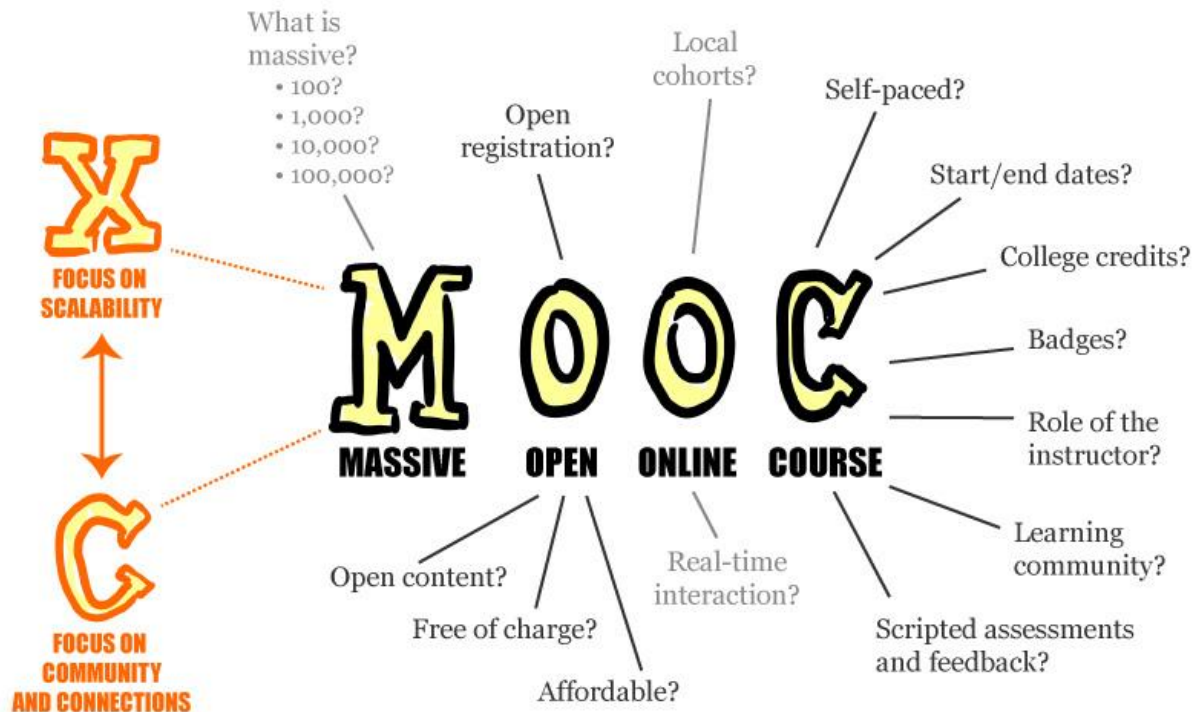 What is
massive?
• 100?
• 1,000?
• 10,000?
• 100,000?
Local
cohorts?
Open
registration?
Self-paced?
Start/end dates?
College credits?
Badges?
Role of the
instructor?
Learning
community?
Scripted assessments
and feedback?
X
FOCUS ON
SCALABILITY
C
FOCUS ON
COMMUNITY
AND CONNECTIONS
MOOC
MASSIVE OPEN ONLINE COURSE
Open content?
Free of charge?
Affordable?
Real-time
interaction?